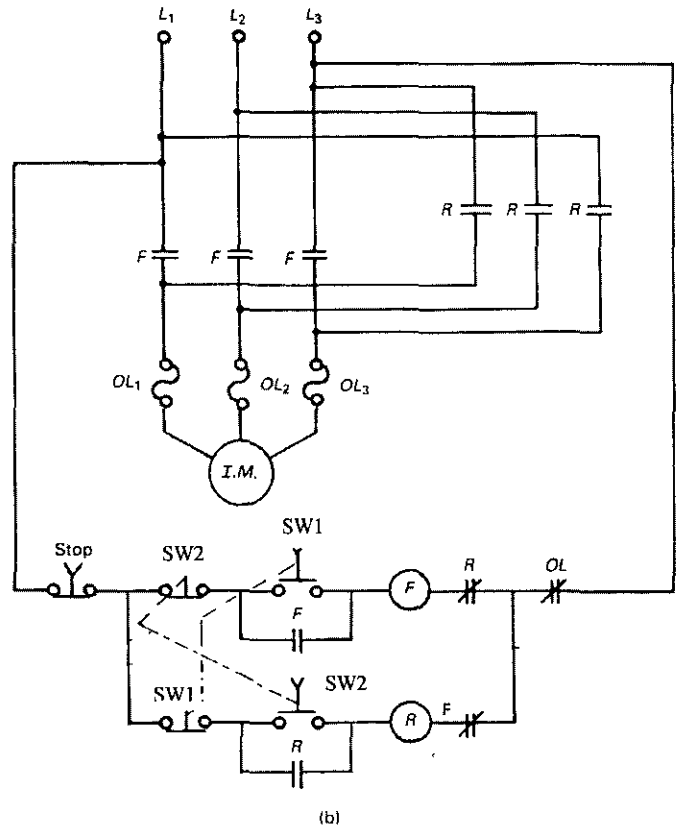 L1 L2 L3
R R R
F F F
OL1 OL2 OL3
I.M.
SW1
Stop SW2 R OL
F
F
SW2
SW1
F
R
R
(b)